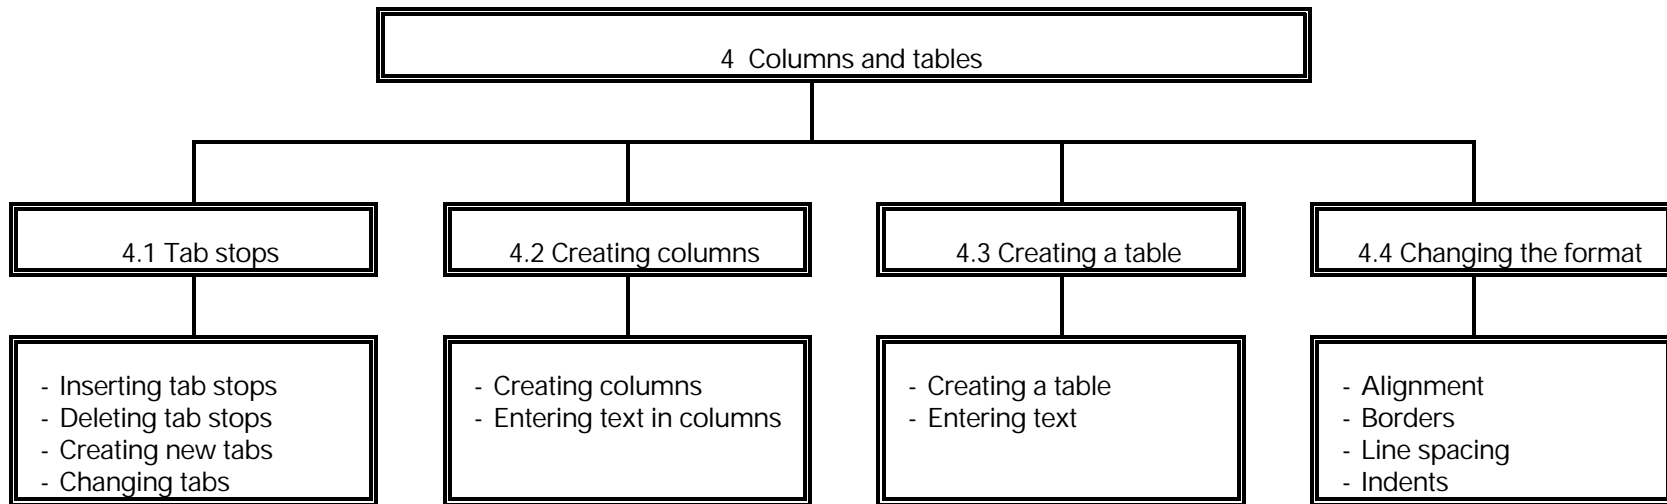 4 Columns and tables
4.1 Tab stops
4.2 Creating columns
4.3 Creating a table
4.4 Changing the format
- Inserting tab stops
- Deleting tab stops
- Creating new tabs
- Changing tabs
- Creating columns
- Entering text in columns
- Creating a table
- Entering text
- Alignment
- Borders
- Line spacing
- Indents